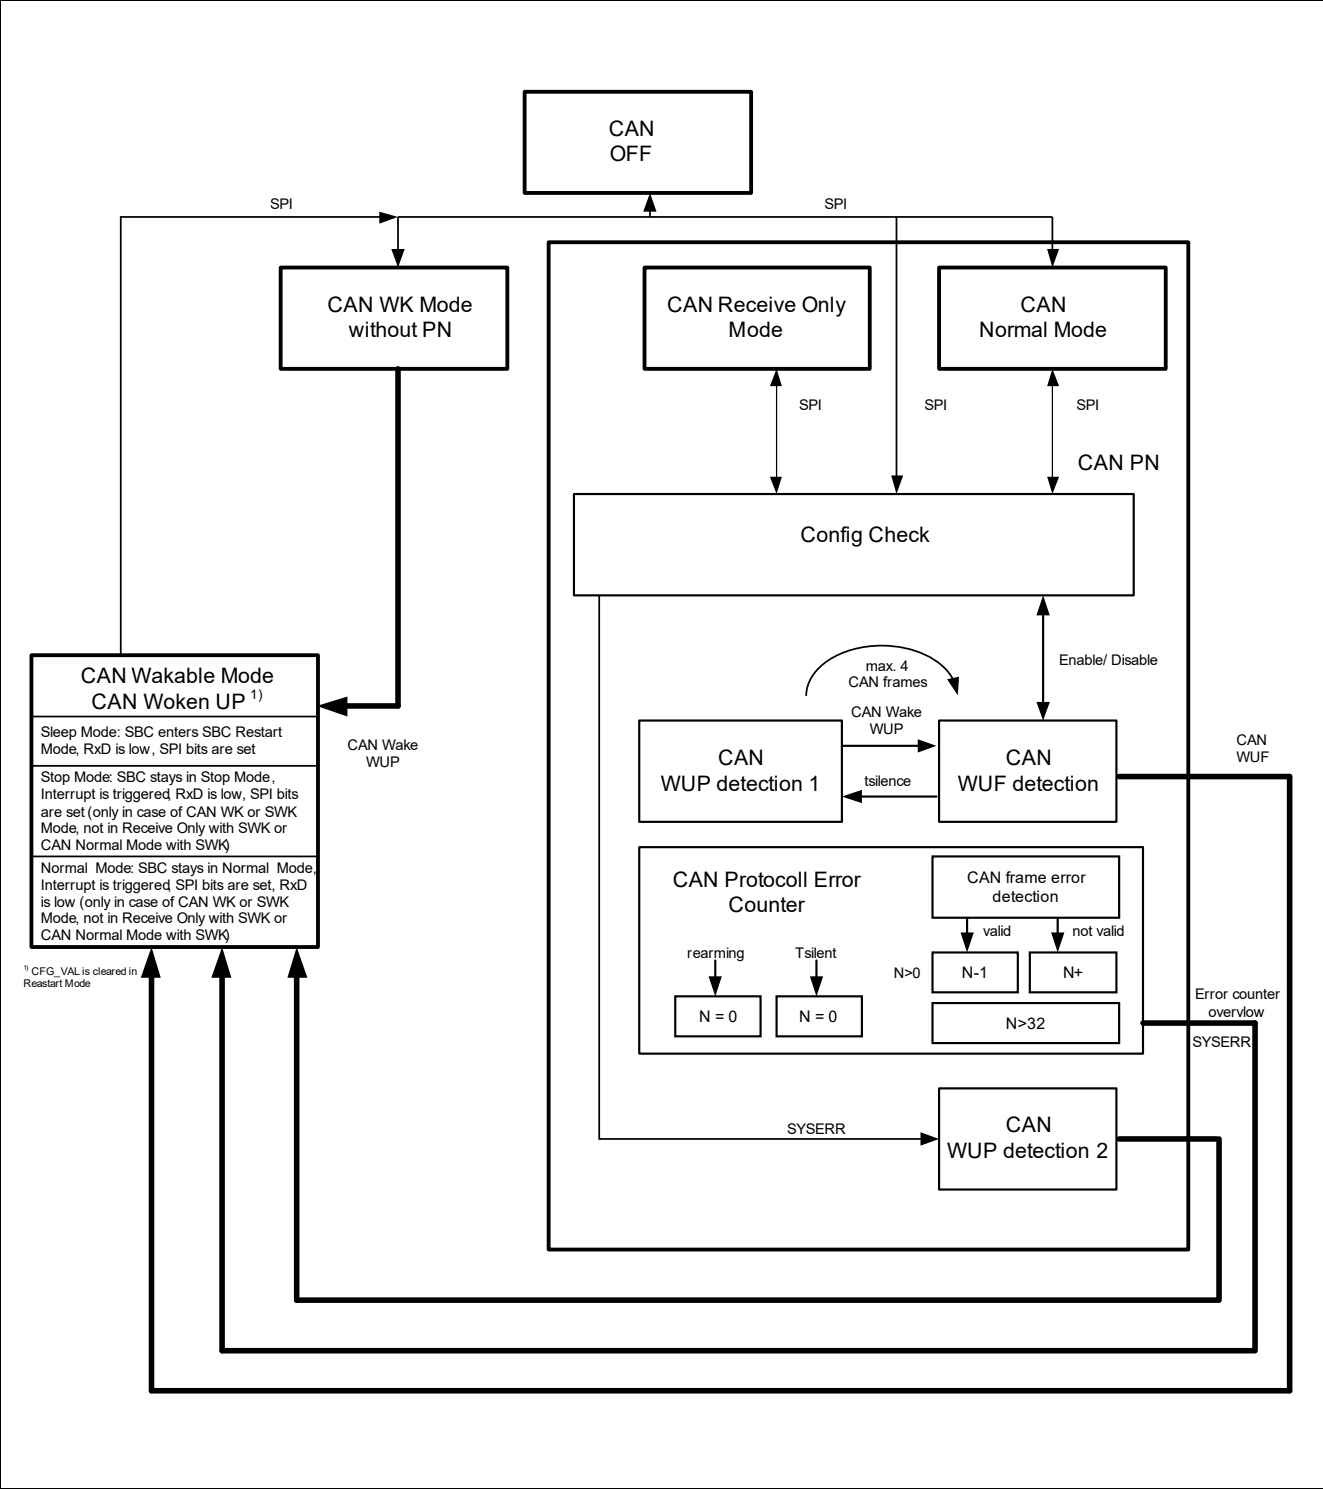 CAN
OFF
SPI
SPI
CAN WK Mode
without PN
CAN Receive Only
Mode
CAN
Normal Mode
SPI
SPI
SPI
CAN PN
Config Check
Enable/ Disable
max. 4
CAN frames
CAN Wake
WUP
CAN
WUP detection 1
tsilence
CAN
WUF detection
CAN
WUF
CAN Wakable Mode
CAN Woken UP 1)
Sleep Mode: SBC enters SBC Restart
Mode, RxD is low, SPI bits are set
Stop Mode: SBC stays in Stop Mode,
Interrupt is triggered, RxD is low, SPI bits
are set (only in case of CAN WK or SWK
Mode, not in Receive Only with SWK or
CAN Normal Mode with SWK)
Normal Mode: SBC stays in Normal Mode,
Interrupt is triggered, SPI bits are set, RxD
is low (only in case of CAN WK or SWK
Mode, not in Receive Only with SWK or
CAN Normal Mode with SWK)
1) CFG_VAL is cleared in
Reastart Mode
CAN Wake
WUP
CAN Protocoll Error
Counter
CAN frame error
detection
valid
not valid
rearming
Tsilent
N>0
N-1
N+
N = 0
N = 0
N>32
Error counter
overvlow
SYSERR
SYSERR
CAN
WUP detection 2